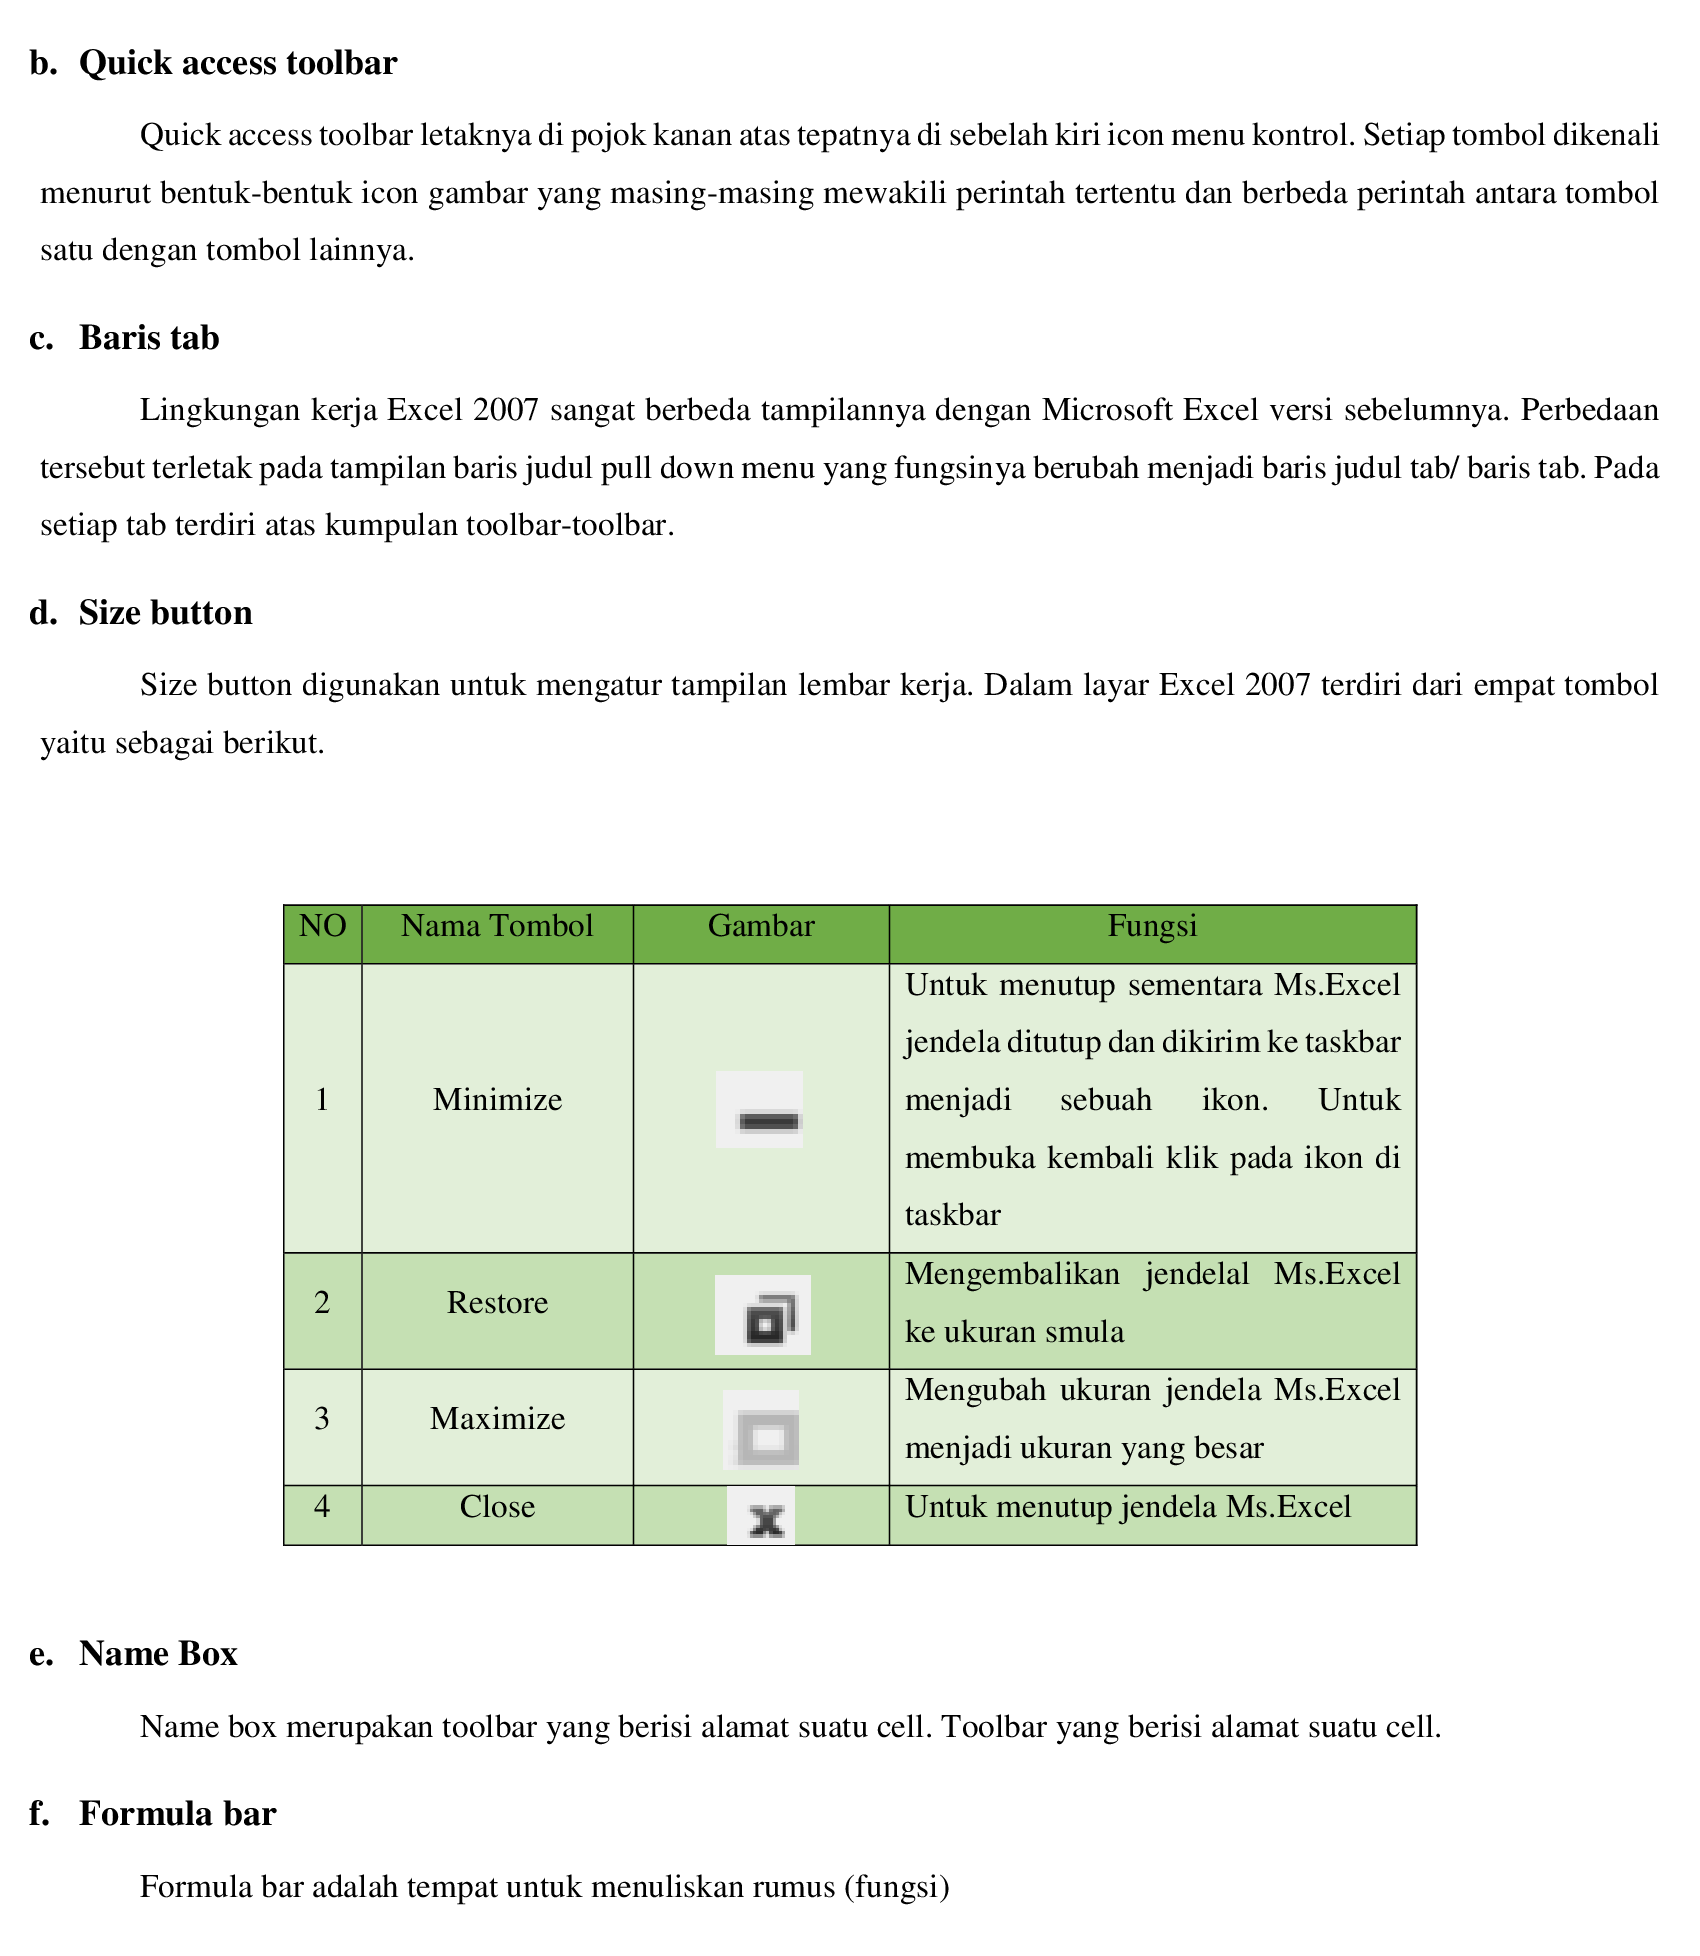 b. Quick access toolbar
Quick access toolbar letaknya di pojok kanan atas tepatnya di sebelah kiri icon menu kontrol. Setiap tombol dikenali
menurut bentuk-bentuk icon gambar yang masing-masing mewakili perintah tertentu dan berbeda perintah antara tombol
satu dengan tombol lainnya.
c. Baris tab
Lingkungan kerja Excel 2007 sangat berbeda tampilannya dengan Microsoft Excel versi sebelumnya. Perbedaan
tersebut terletak pada tampilan baris judul pull down menu yang fungsinya berubah menjadi baris judul tab/ baris tab. Pada
setiap tab terdiri atas kumpulan toolbar-toolbar.
d. Size button
Size button digunakan untuk mengatur tampilan lembar kerja. Dalam layar Excel 2007 terdiri dari empat tombol
yaitu sebagai berikut.
NO Nama Tombol Gambar Fungsi
Untuk menutup sementara Ms.Excel
jendela ditutup dan dikirim ke taskbar
1 Minimize menjadi sebuah ikon. Untuk
membuka kembali klik pada ikon di
taskbar
2 Restore Mengembalikan jendelal Ms.Excel
ke ukuran smula
3 Maximize Mengubah ukuran jendela Ms.Excel
menjadi ukuran yang besar
4 Close Untuk menutup jendela Ms.Excel
e. Name Box
Name box merupakan toolbar yang berisi alamat suatu cell. Toolbar yang berisi alamat suatu cell.
f. Formula bar
Formula bar adalah tempat untuk menuliskan rumus (fungsi)